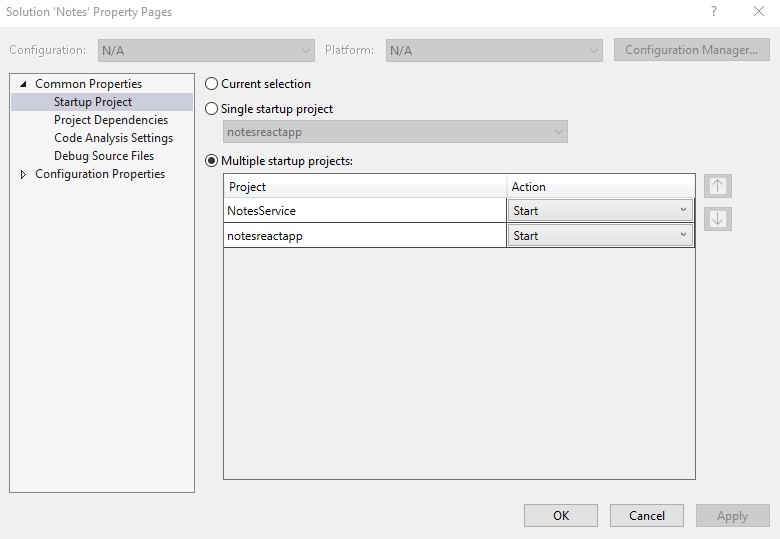 Solution 'Notes' Property Pages ?
Configuration: N/A Platform: N/A Configuration Manager...
Common Properties
Startup Project
Project Dependencies
Code Analysis Settings
Debug Source Files
Configuration Properties
Current selection
Single startup project
notesreactapp
Multiple startup projects:
Project Action
NotesService Start
notesreactapp Start
OK Cancel Apply